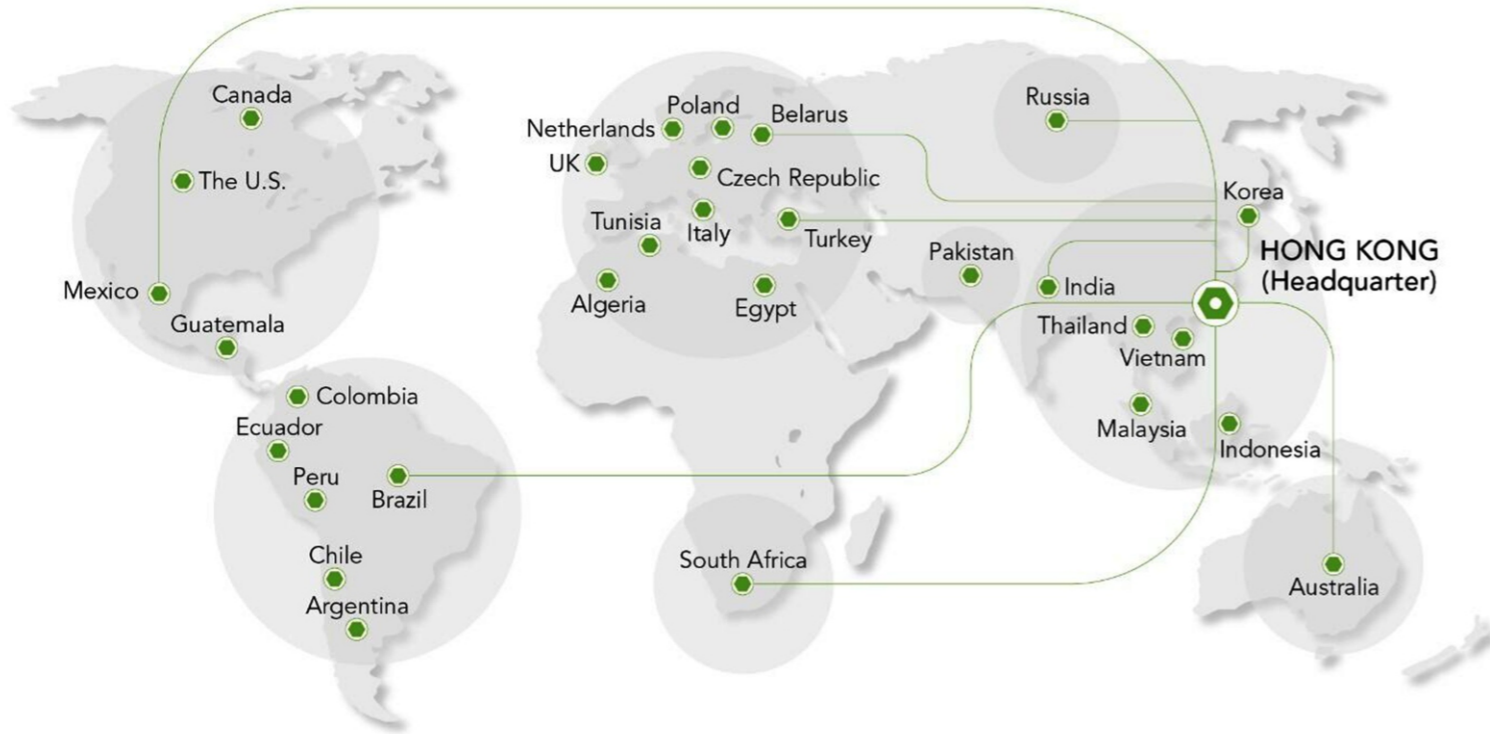 Canada
The U.S.
Mexico
Guatemala
Colombia
Ecuador
Peru
Brazil
Chile
Argentina
Poland
Belarus
Netherlands
UK
Czech Republic
Tunisia
Italy
Turkey
Algeria
Egypt
South Africa
Russia
Korea
Pakistan
India
HONG KONG
(Headquarter)
Thailand
Vietnam
Malaysia
Indonesia
Australia